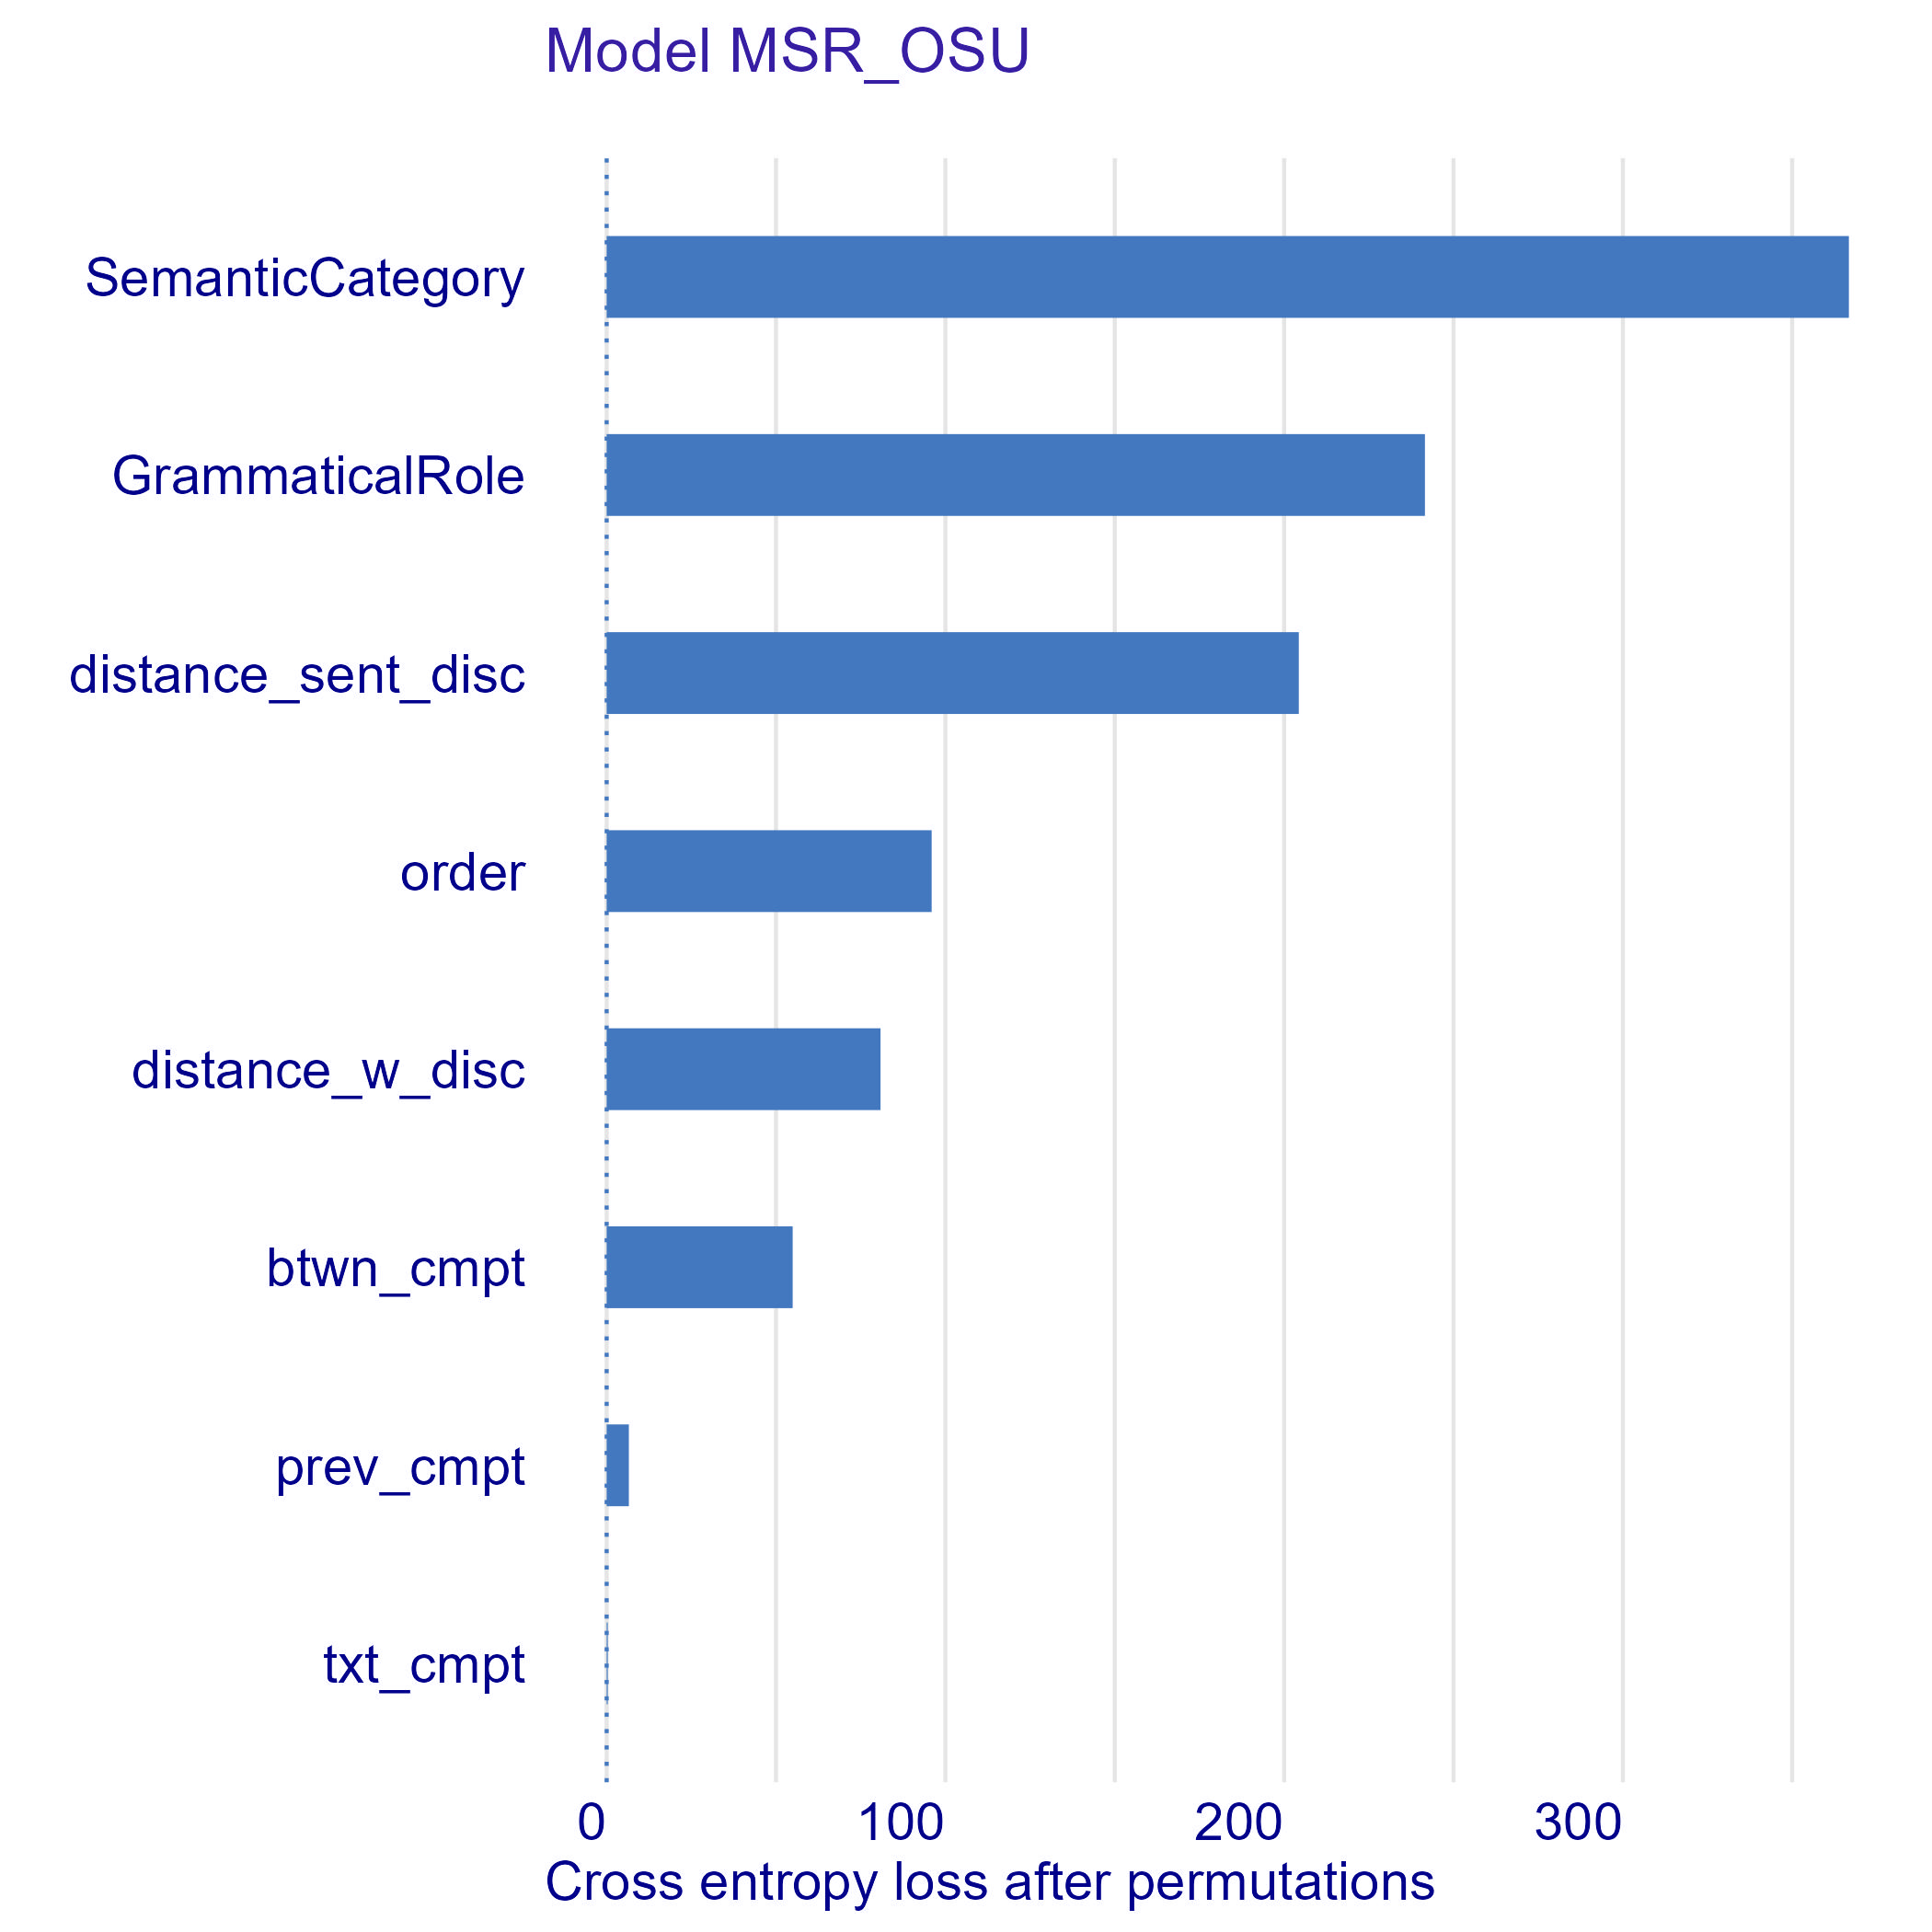 Model MSR_OSU
SemanticCategory
GrammaticalRole
distance_sent_disc
order
distance_w_disc
btwn_cmpt
prev_cmpt
txt_cmpt
0 100 200 300
Cross entropy loss after permutations